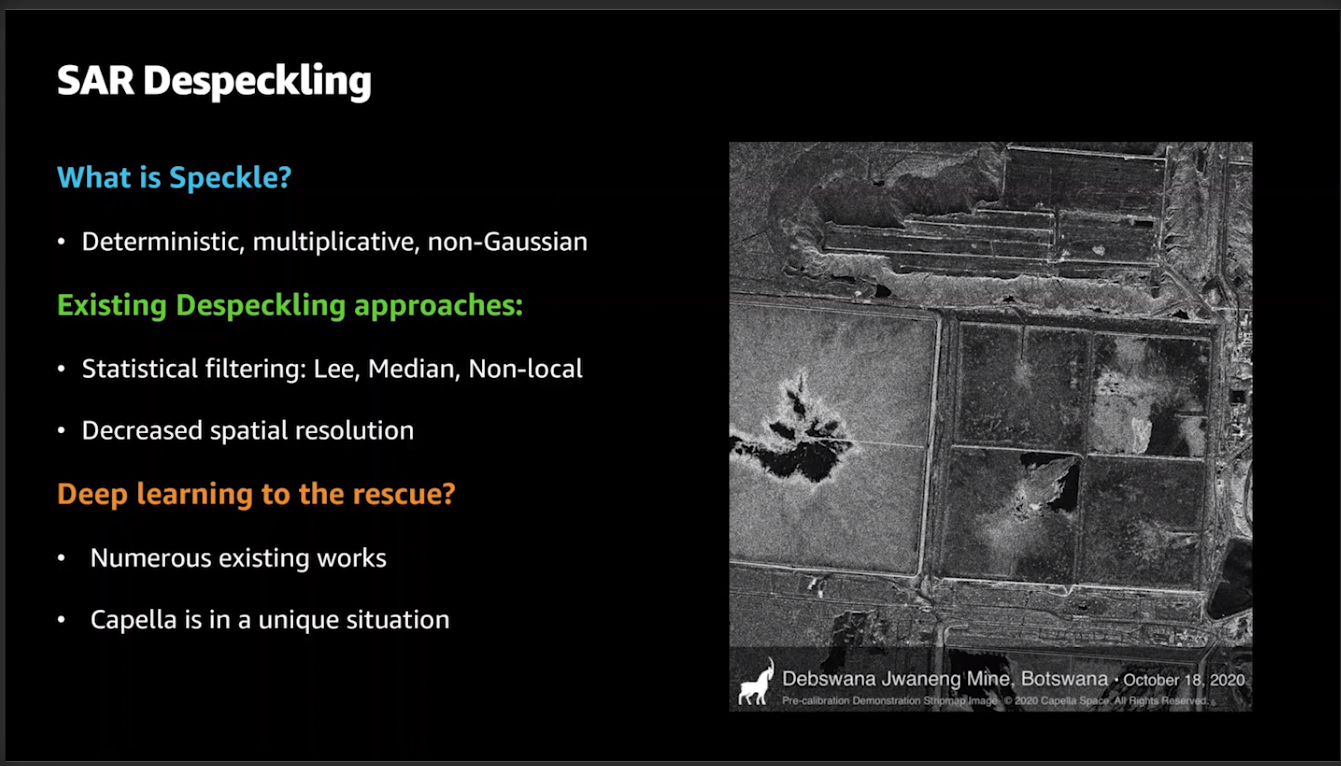 SAR Despeckling
What is Speckle?
• Deterministic, multiplicative, non-Gaussian
Existing Despeckling approaches:
• Statistical filtering: Lee, Median, Non-local
• Decreased spatial resolution
Deep learning to the rescue?
• Numerous existing works
• Capella is in a unique situation
Debswana Jwaneng Mine, Botswana • October 18, 2020
Pre-calibration Demonstration Stripmap Image © 2020 Capella Space. All Rights Reserved.